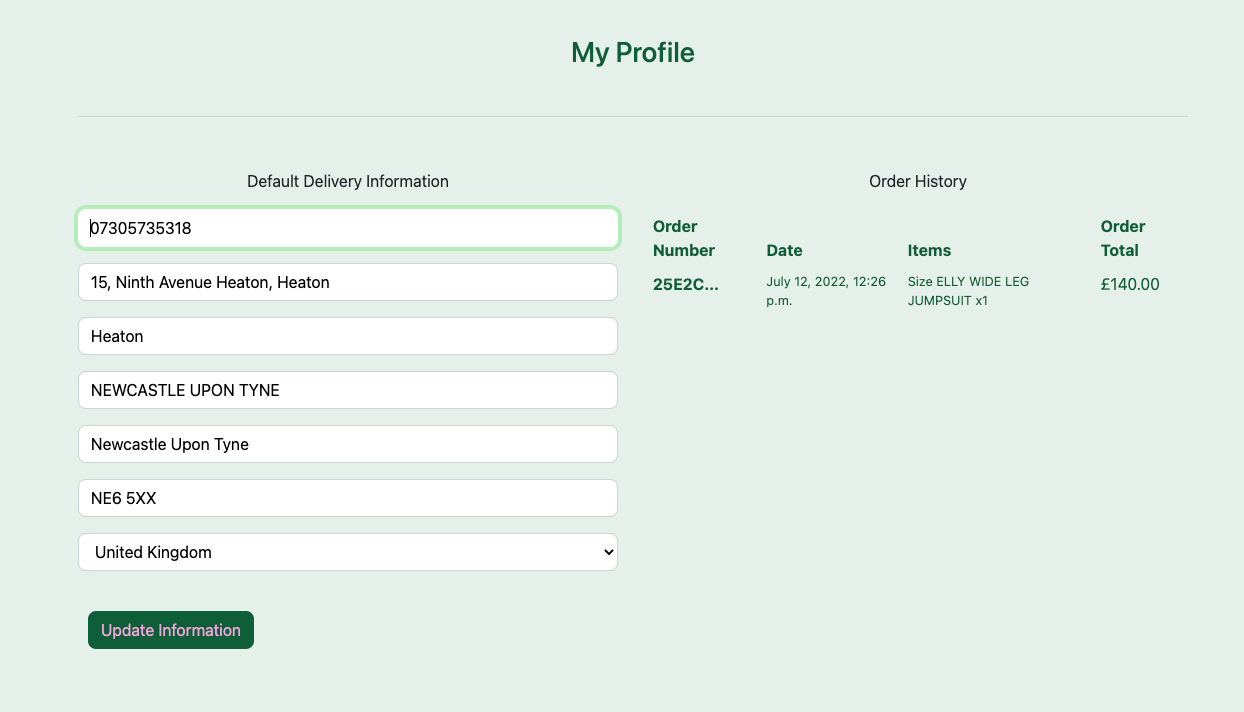 My Profile
Default Delivery Information
07305735318
15, Ninth Avenue Heaton, Heaton
Heaton
NEWCASTLE UPON TYNE
Newcastle Upon Tyne
NE6 5XX
United Kingdom
Update Information
Order History
Order
Number
Date
Items
Order
Total
25E2C...
July 12, 2022, 12:26
p.m.
Size ELLY WIDE LEG
JUMPSUIT x1
£140.00